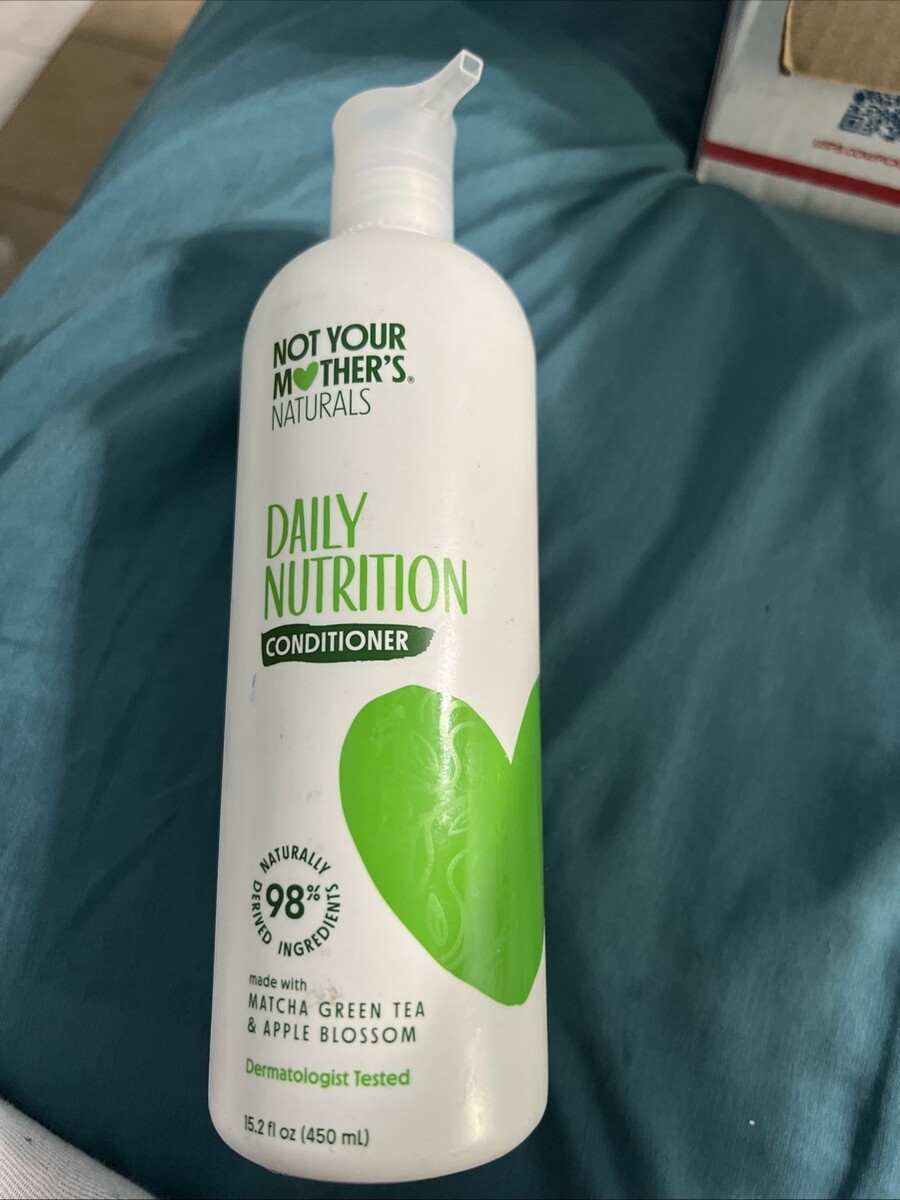 NOT YOUR
MOTHER'S®
NATURALS
DAILY
NUTRITION
CONDITIONER
NATURALLY
98%
DERIVED INGREDIENTS
made with
MATCHA GREEN TEA
& APPLE BLOSSOM
Dermatologist Tested
15.2 fl oz (450 mL)